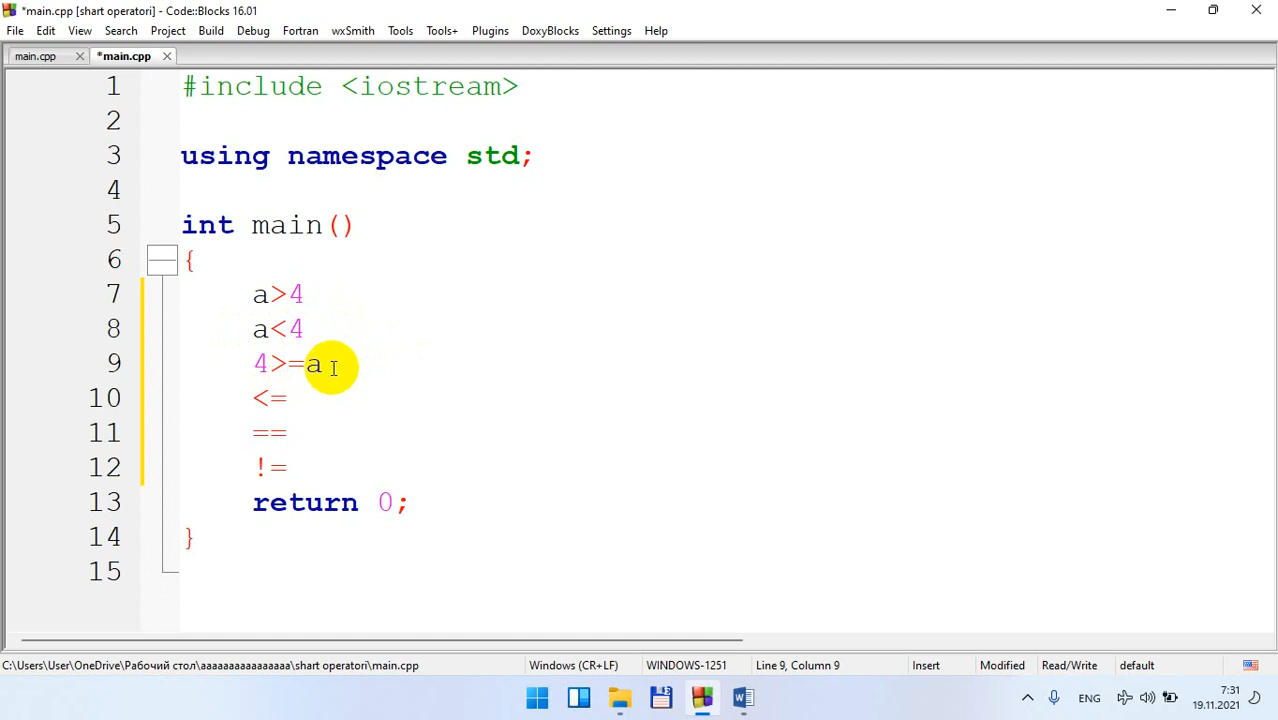 *main.cpp [shart operatori] - Code::Blocks 16.01
File Edit View Search Project Build Debug Fortran wxSmith Tools Tools+ Plugins DoxyBlocks Settings Help
main.cpp *main.cpp
1 #include <iostream>
2
3 using namespace std;
4
5 int main()
6 {
7 a>4
8 a<4
9 4>=a
10 <=
11 ==
12 !=
13 return 0;
14 }
15
C:\Users\User\OneDrive\Рабочий стол\aaaaaaaaaaaaaaaa\shart operatori\main.cpp Windows (CR+LF) WINDOWS-1251 Line 9, Column 9 Insert Modified Read/Write default
ENG 7:31
19.11.2021